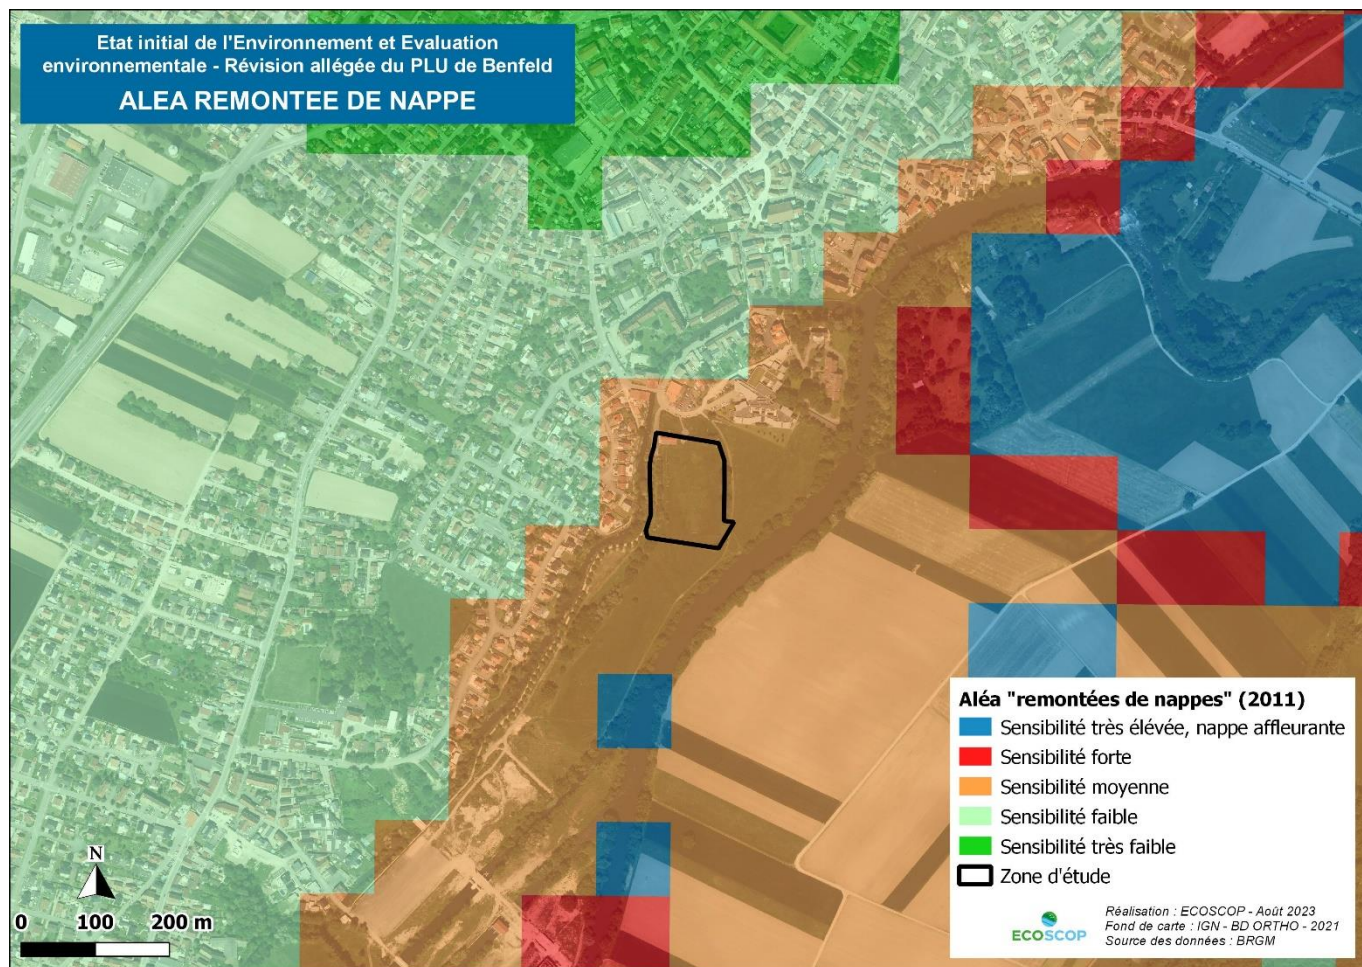 Etat initial de l'Environnement et Evaluation
environnementale - Révision allégée du PLU de Benfeld
ALEA REMONTEE DE NAPPE
Aléa "remontées de nappes" (2011)
Sensibilité très élévée, nappe affleurante
Sensibilité forte
Sensibilité moyenne
Sensibilité faible
Sensibilité très faible
Zone d'étude
N
0 100 200 m
ECOSCOP
Réalisation : ECOSCOP - Août 2023
Fond de carte : IGN - BD ORTHO - 2021
Source des données : BRGM